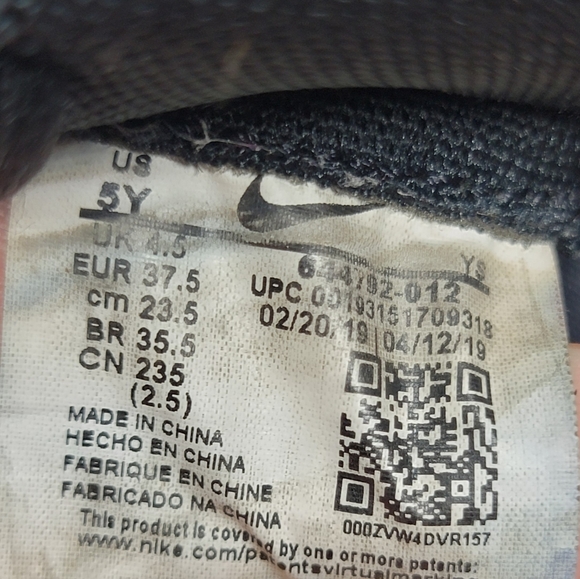 US
5Y
UK 4.5
EUR 37.5
cm 23.5
BR 35.5
CN 235
(2.5)
YS
644792-012
UPC 00193151709318
02/20/19 04/12/19
MADE IN CHINA
HECHO EN CHINA
FABRIQUE EN CHINE
FABRICADO NA CHINA
000ZVW4DVR157
This product is covered by one or more patents:
www.nike.com/patentsvirtualmarking